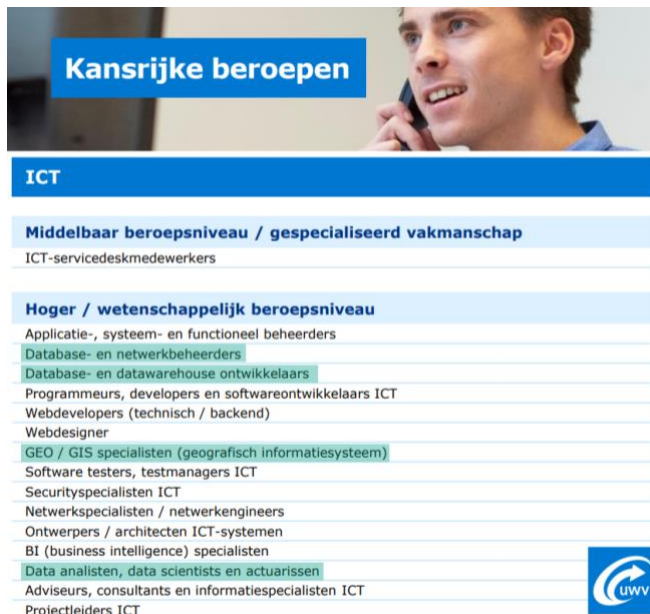 Kansrijke beroepen
ICT
Middelbaar beroepsniveau / gespecialiseerd vakmanschap
ICT-servicedeskmedewerkers
Hoger / wetenschappelijk beroepsniveau
Applicatie-, systeem- en functioneel beheerders
Database- en netwerkbeheerders
Database- en datawarehouse ontwikkelaars
Programmeurs, developers en softwareontwikkelaars ICT
Webdevelopers (technisch / backend)
Webdesigner
GEO / GIS specialisten (geografisch informatiesysteem)
Software testers, testmanagers ICT
Securityspecialisten ICT
Netwerkspecialisten / netwerkengineers
Ontwerpers / architecten ICT-systemen
BI (business intelligence) specialisten
Data analisten, data scientists en actuarissen
Adviseurs, consultants en informatiespecialisten ICT
Projectleiders ICT
uwv